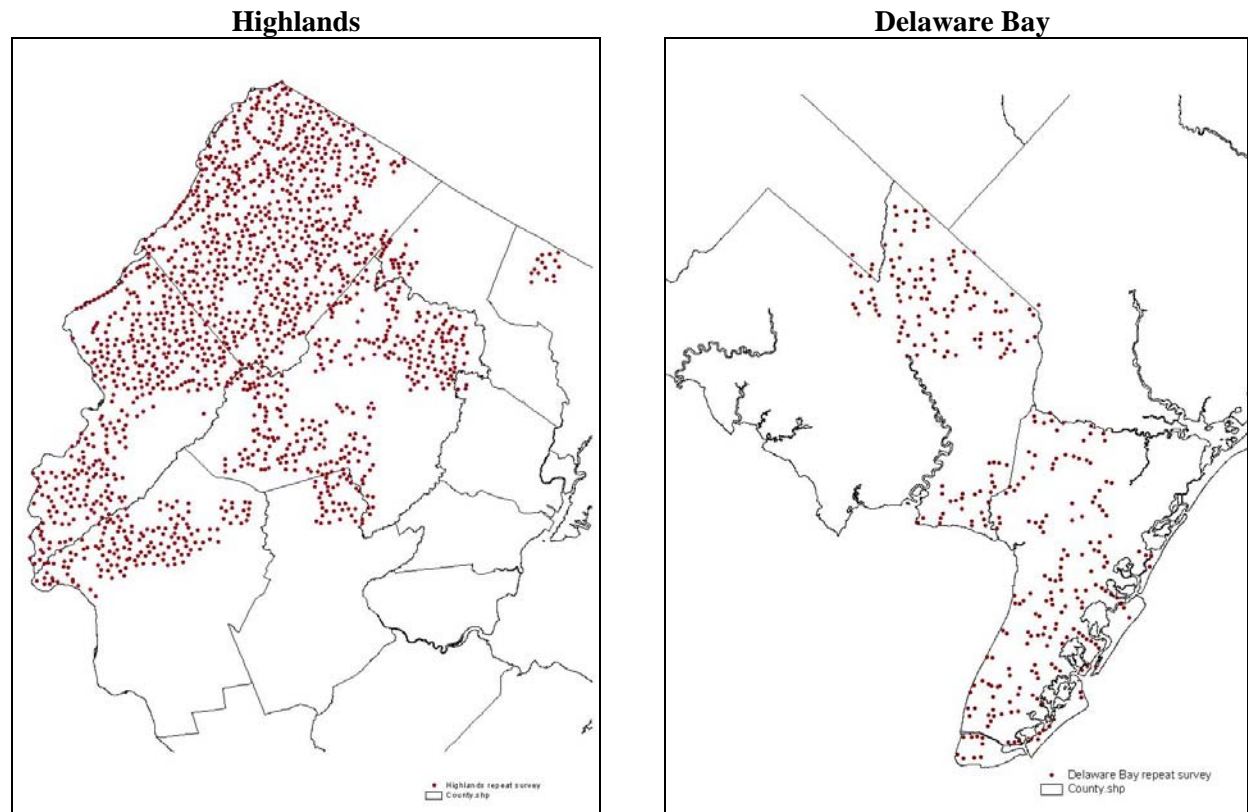 Highlands
Delaware Bay
Highlands repeat survey
County.shp
Delaware Bay repeat survey
County.shp